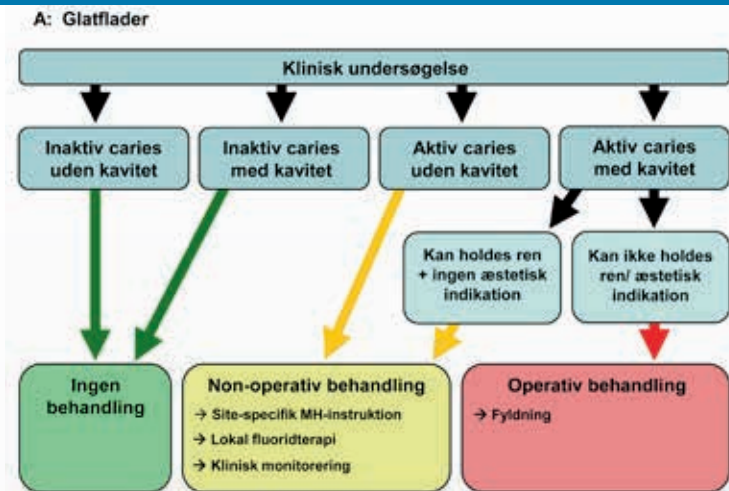 A: Glatflader
Klinisk undersøgelse
Inaktiv caries
uden kavitet
Inaktiv caries
med kavitet
Aktiv caries
uden kavitet
Aktiv caries
med kavitet
Kan holdes ren
+ ingen æstetisk
indikation
Kan ikke holdes
ren/ æstetisk
indikation
Ingen
behandling
Non-operativ behandling
→ Site-specifik MH-instruktion
→ Lokal fluoridterapi
→ Klinisk monitorering
Operativ behandling
→ Fyldning